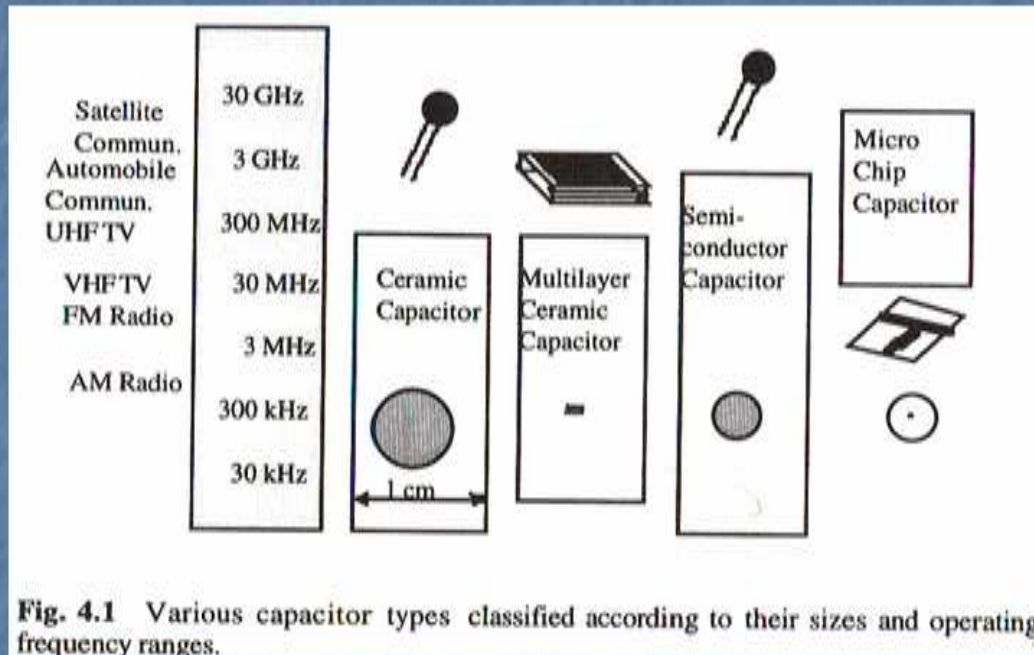 Satellite
Commun.
Automobile
Commun.
UHF TV
VHF TV
FM Radio
AM Radio
30 GHz
3 GHz
300 MHz
30 MHz
3 MHz
300 kHz
30 kHz
Ceramic
Capacitor
1 cm
Multilayer
Ceramic
Capacitor
Semi-
conductor
Capacitor
Micro
Chip
Capacitor
Fig. 4.1 Various capacitor types classified according to their sizes and operating
frequency ranges.